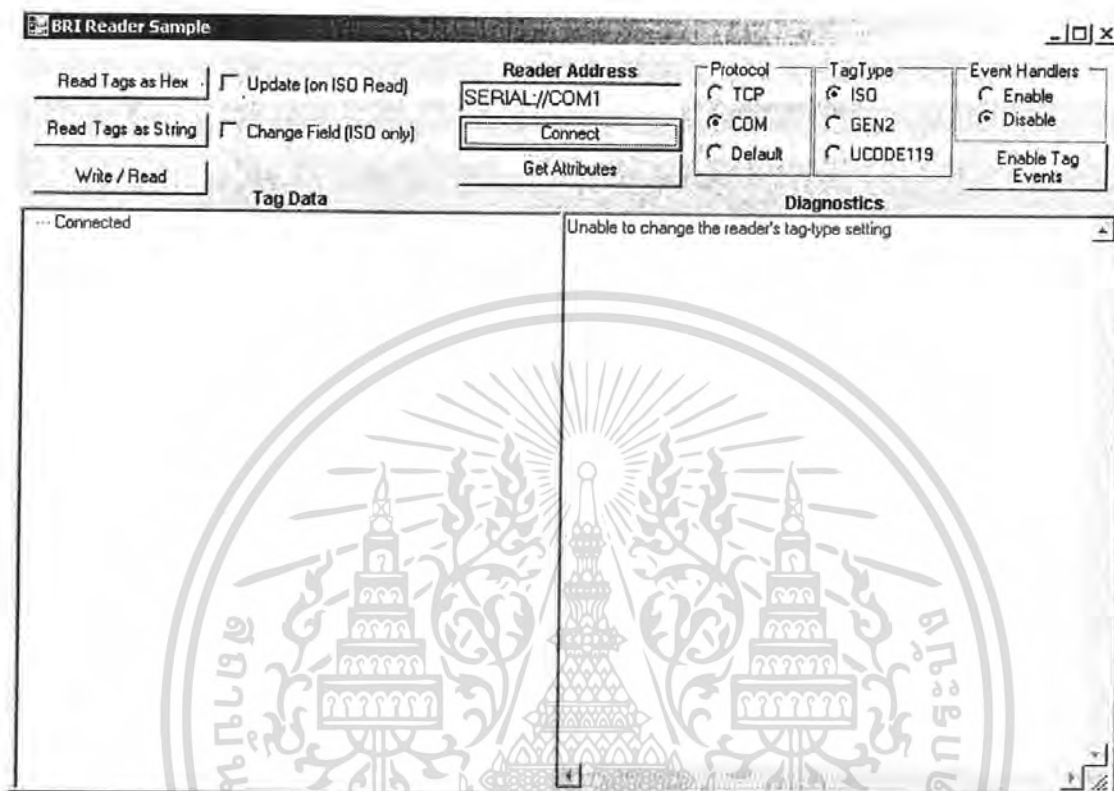 BRI Reader Sample
Read Tags as Hex
Update (on ISO Read)
Read Tags as String
Change Field (ISO only)
Write / Read
Reader Address
SERIAL://COM1
Connect
Get Attributes
Protocol
TCP
COM
Default
TagType
ISO
GEN2
UCODE119
Event Handlers
Enable
Disable
Enable Tag
Events
Tag Data
Connected
Diagnostics
Unable to change the reader's tag-type setting